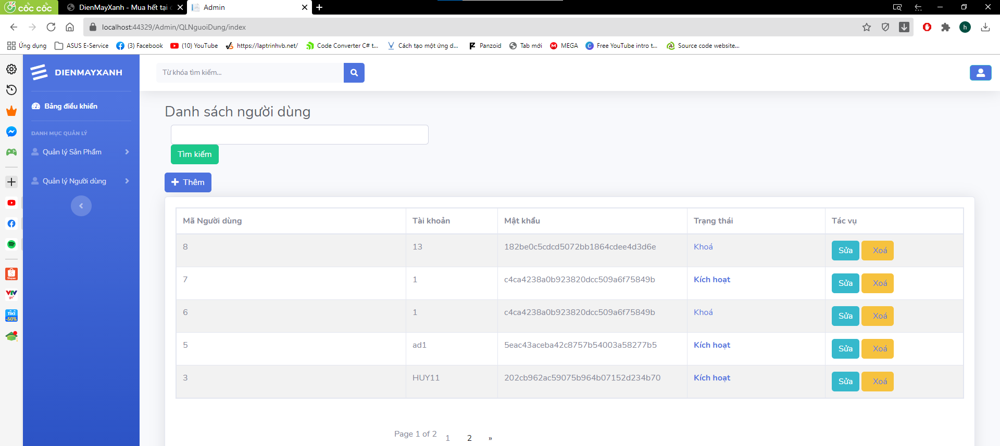 cốc cốc
DienMayXanh - Mua hết tại
Admin
localhost:44329/Admin/QLNguoiDung/index
h
Ứng dụng
ASUS E-Service
(3) Facebook
(10) YouTube
https://laptrinhvb.net/
Code Converter C# t...
Cách tạo một ứng d...
Panzoid
Tab mới
MEGA
Free YouTube intro t...
Source code website...
DIENMAYXANH
Từ khóa tìm kiếm...
Bảng điều khiển
DANH MỤC QUẢN LÝ
Quản lý Sản Phẩm
Quản lý Người dùng
Danh sách người dùng
Tìm kiếm
Thêm
Mã Người dùng Tài khoản Mật khẩu Trạng thái Tác vụ
8 13 182be0c5cdcd5072bb1864cdee4d3d6e Khoá Sửa Xoá
7 1 c4ca4238a0b923820dcc509a6f75849b Kích hoạt Sửa Xoá
6 1 c4ca4238a0b923820dcc509a6f75849b Khoá Sửa Xoá
5 ad1 5eac43aceba42c8757b54003a58277b5 Kích hoạt Sửa Xoá
3 HUY11 202cb962ac59075b964b07152d234b70 Kích hoạt Sửa Xoá
Page 1 of 2 1 2 »
Shopee
VTV
go
TIKI
-50%